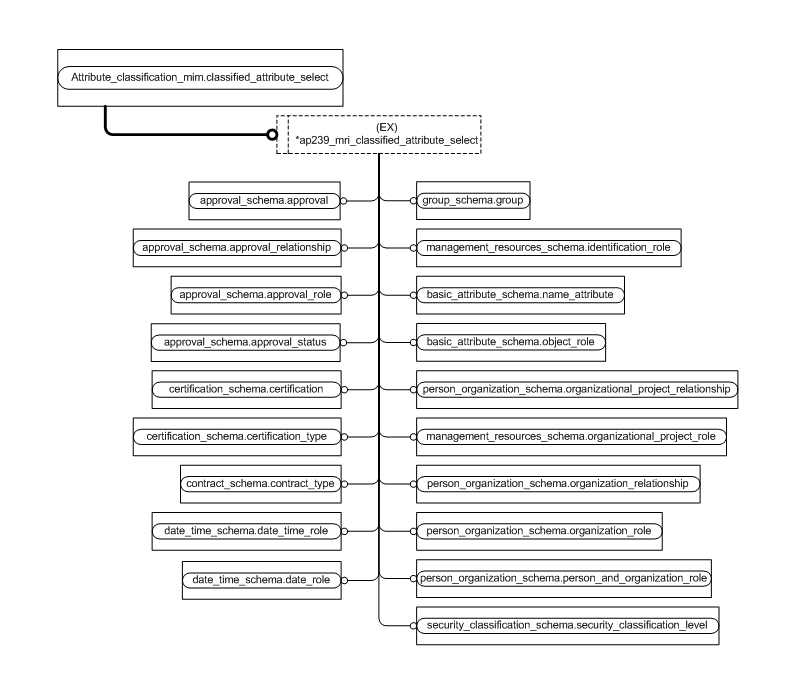 Attribute_classification_mim.classified_attribute_select
(EX)
*ap239_mri_classified_attribute_select
approval_schema.approval
group_schema.group
approval_schema.approval_relationship
management_resources_schema.identification_role
approval_schema.approval_role
basic_attribute_schema.name_attribute
approval_schema.approval_status
basic_attribute_schema.object_role
certification_schema.certification
person_organization_schema.organizational_project_relationship
certification_schema.certification_type
management_resources_schema.organizational_project_role
contract_schema.contract_type
person_organization_schema.organization_relationship
date_time_schema.date_time_role
person_organization_schema.organization_role
date_time_schema.date_role
person_organization_schema.person_and_organization_role
security_classification_schema.security_classification_level